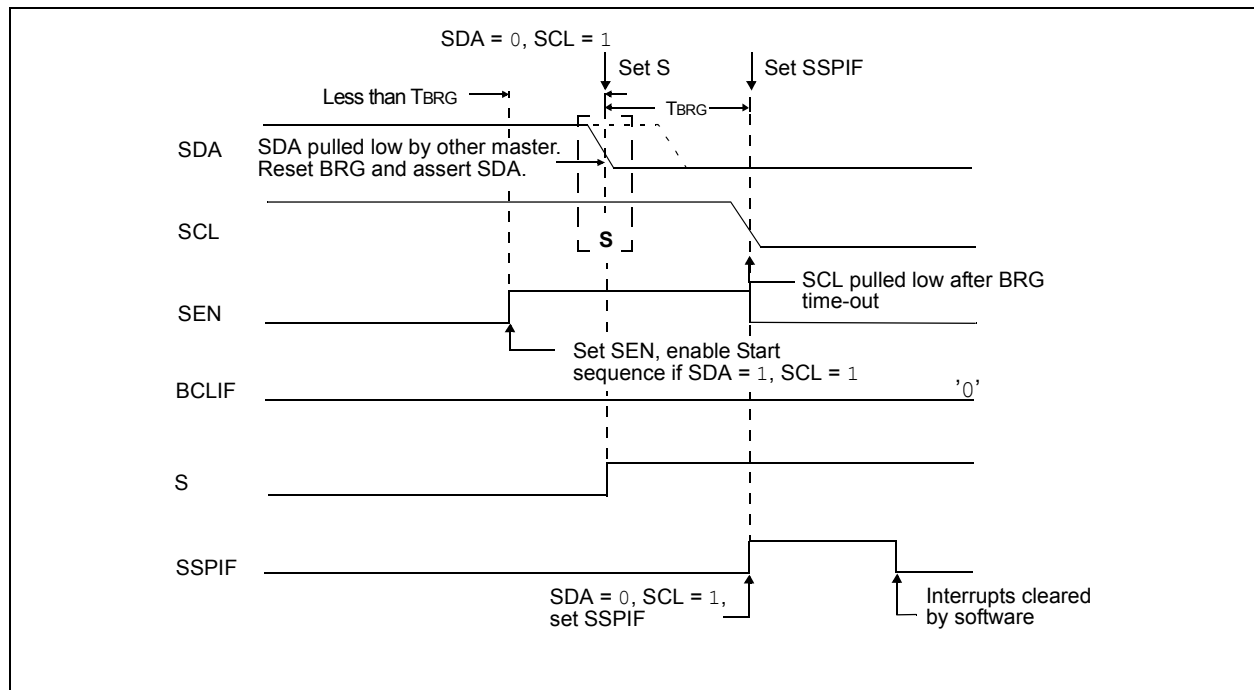 SDA = 0, SCL = 1
Set S
Set SSPIF
Less than TBRG
TBRG
SDA
SDA pulled low by other master.
Reset BRG and assert SDA.
SCL
S
SCL pulled low after BRG
time-out
SEN
Set SEN, enable Start
sequence if SDA = 1, SCL = 1
BCLIF
'0'
S
SSPIF
SDA = 0, SCL = 1,
set SSPIF
Interrupts cleared
by software